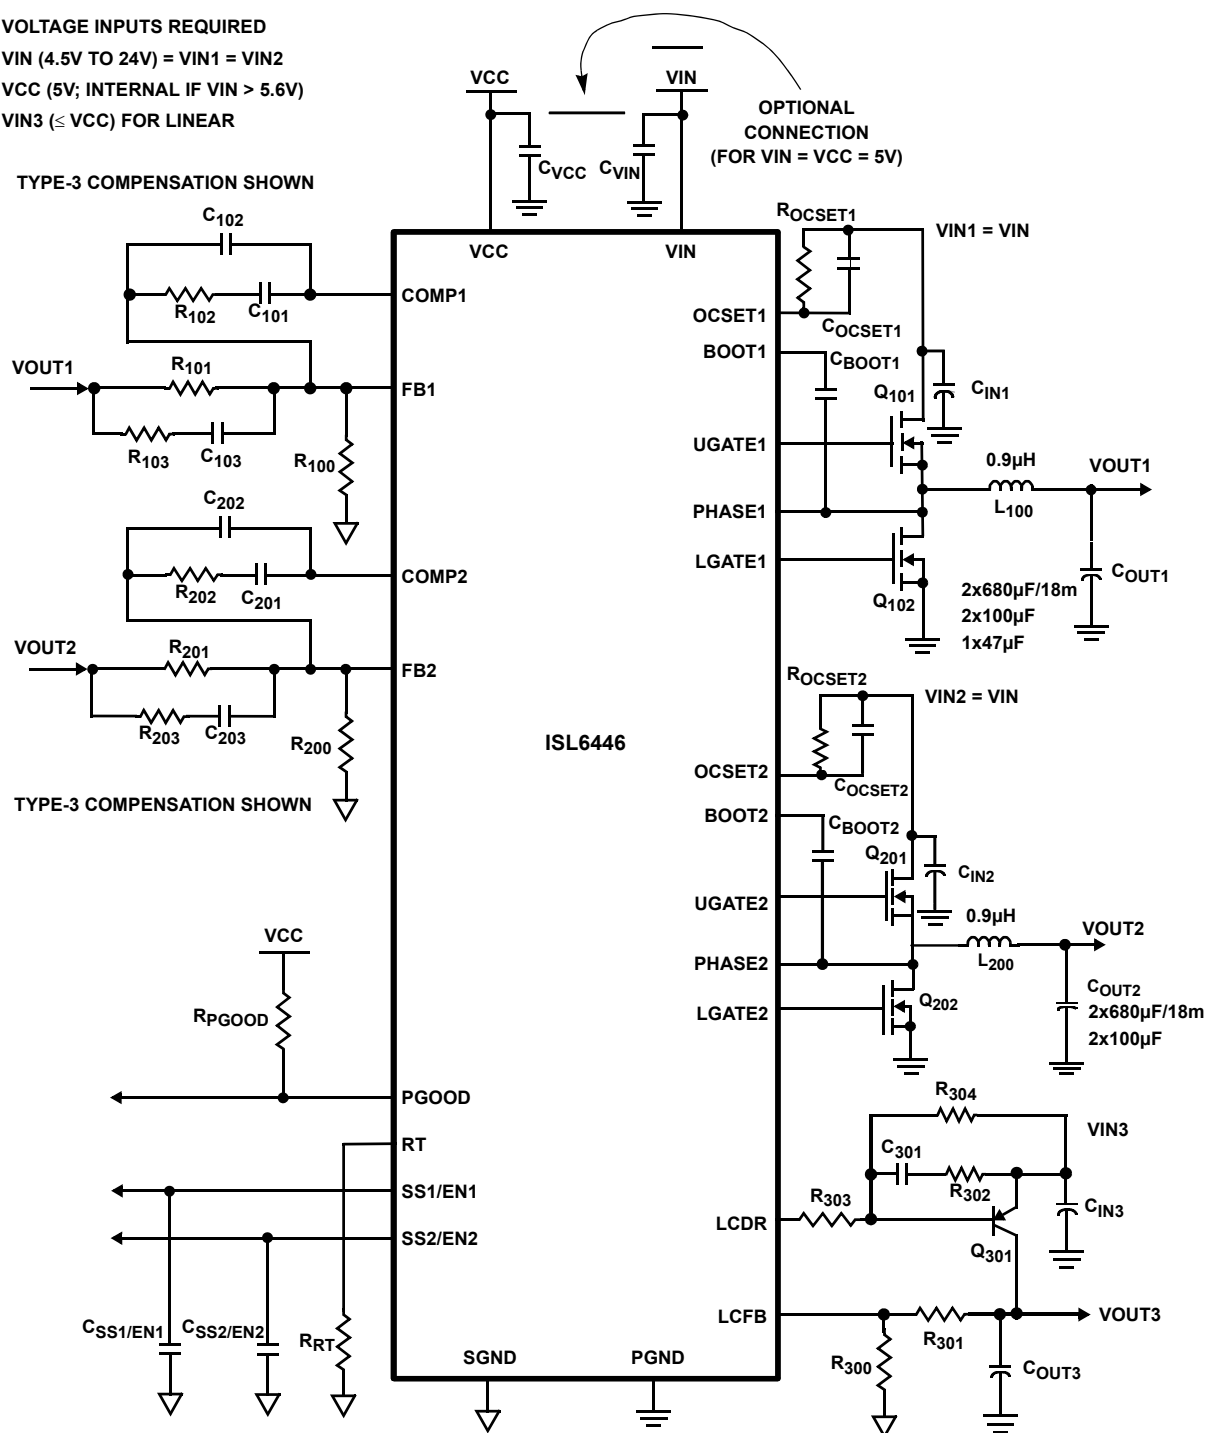 VOLTAGE INPUTS REQUIRED
VIN (4.5V TO 24V) = VIN1 = VIN2
VCC (5V; INTERNAL IF VIN > 5.6V)
VIN3 (≤ VCC) FOR LINEAR
VCC
VIN
OPTIONAL
CONNECTION
(FOR VIN = VCC = 5V)
CVCC
CVIN
TYPE-3 COMPENSATION SHOWN
C102
R102
C101
VOUT1
R101
R103
C103
R100
C202
R202
C201
VOUT2
R201
R203
C203
R200
TYPE-3 COMPENSATION SHOWN
VCC
RPGOOD
CSS1/EN1
CSS2/EN2
RRT
VCC
VIN
COMP1
FB1
COMP2
FB2
ISL6446
PGOOD
RT
SS1/EN1
SS2/EN2
SGND
PGND
OCSET1
BOOT1
UGATE1
PHASE1
LGATE1
OCSET2
BOOT2
UGATE2
PHASE2
LGATE2
LCDR
LCFB
ROCSET1
VIN1 = VIN
COCSET1
CBOOT1
Q101
CIN1
0.9µH
VOUT1
L100
Q102
COUT1
2x680µF/18m
2x100µF
1x47µF
ROCSET2
VIN2 = VIN
COCSET2
CBOOT2
Q201
CIN2
0.9µH
VOUT2
L200
Q202
COUT2
2x680µF/18m
2x100µF
R304
VIN3
C301
R302
R303
CIN3
Q301
VOUT3
R301
R300
COUT3